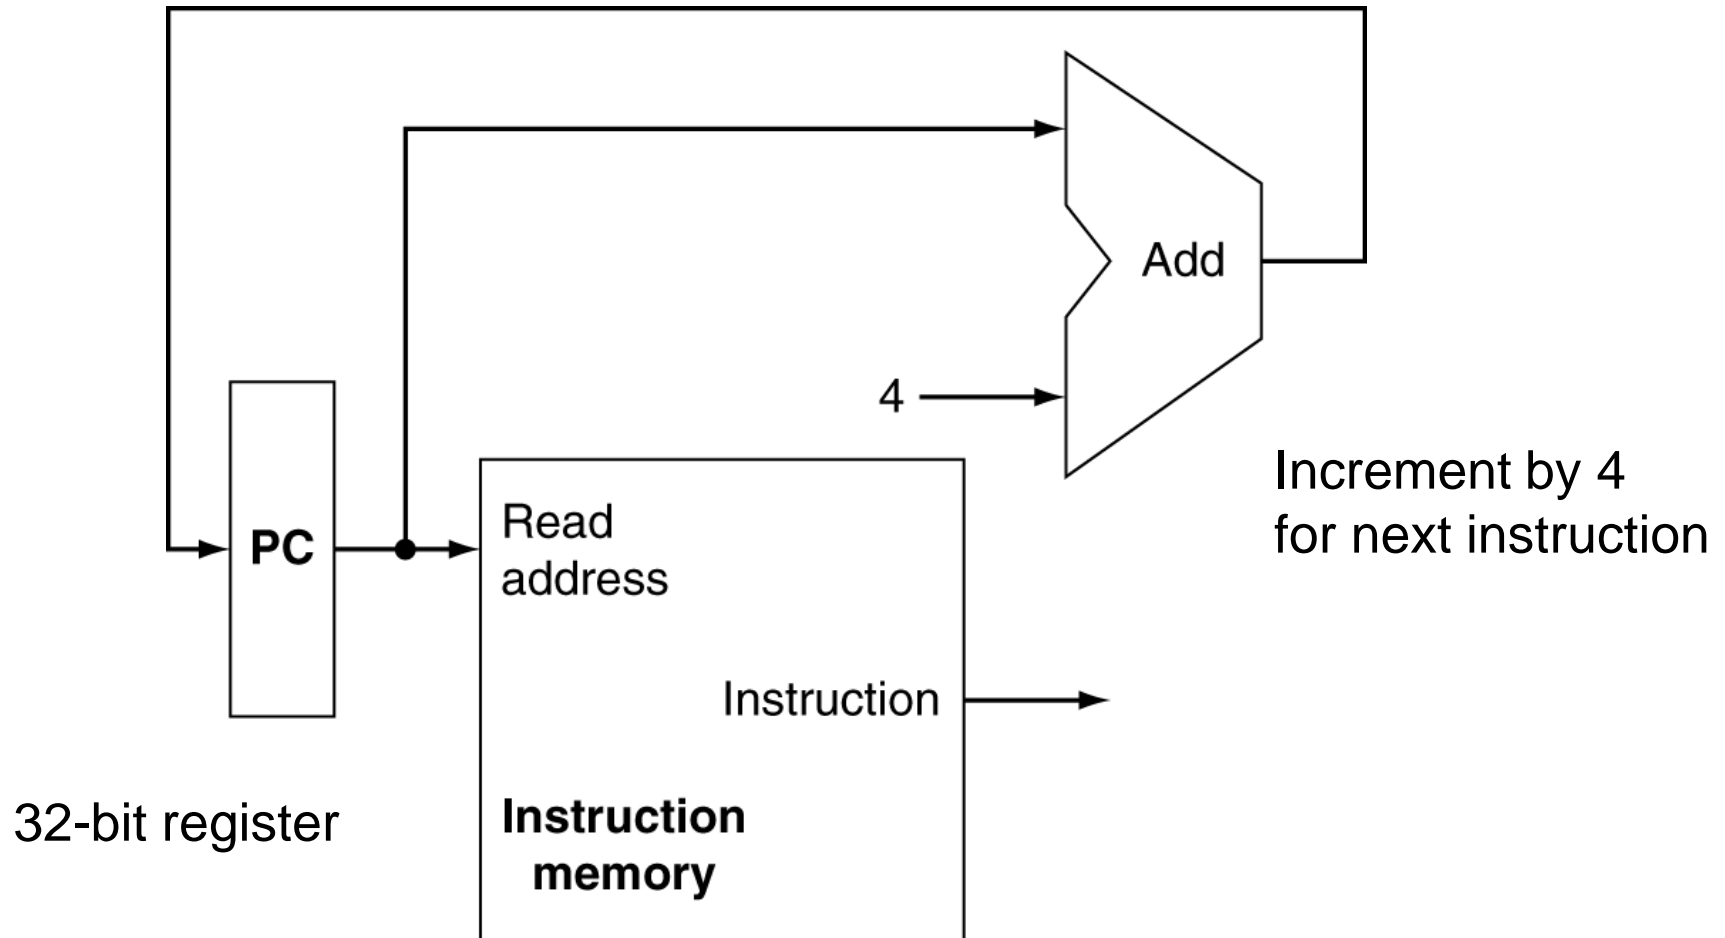 Add
4
Increment by 4
for next instruction
PC
Read
address
Instruction
32-bit register
Instruction
memory